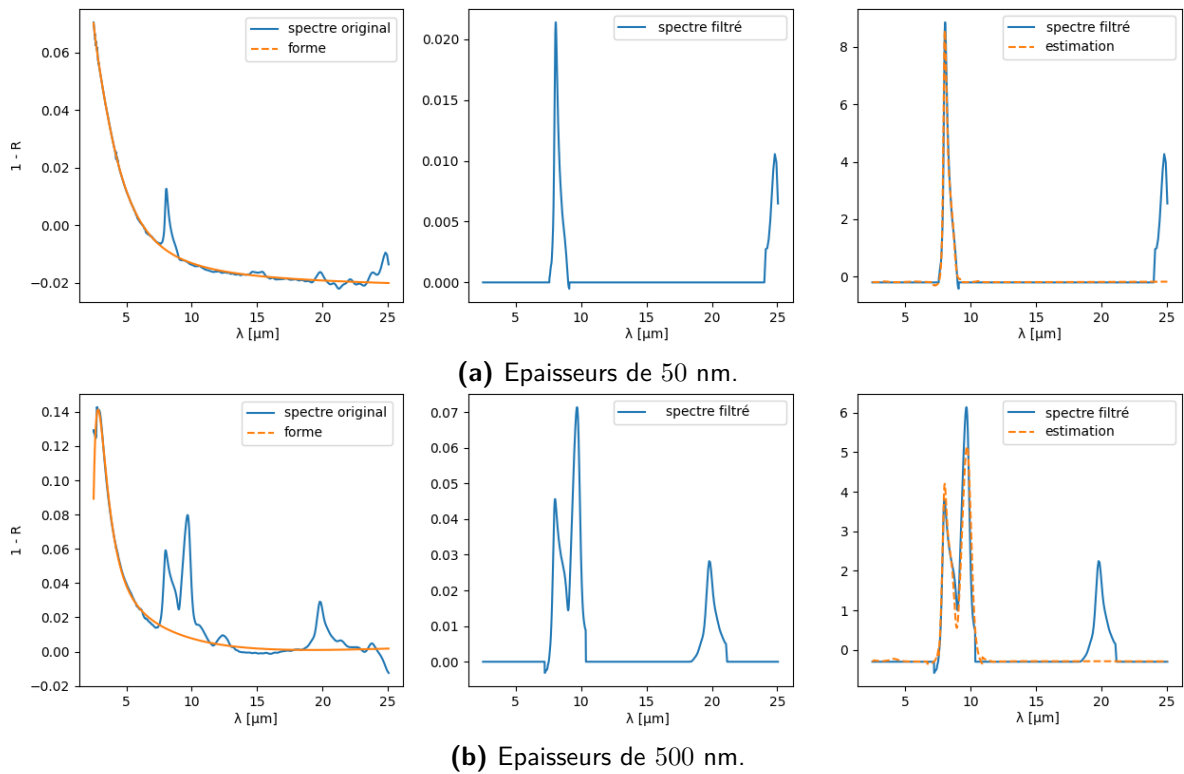 spectre original
forme
0.06
0.04
0.02
0.00
−0.02
1 - R
5 10 15 20 25
λ [μm]
spectre filtré
0.020
0.015
0.010
0.005
0.000
5 10 15 20 25
λ [μm]
spectre filtré
estimation
8
6
4
2
0
5 10 15 20 25
λ [μm]
(a) Epaisseurs de 50 nm.
spectre original
forme
0.14
0.12
0.10
0.08
0.06
0.04
0.02
0.00
−0.02
1 - R
5 10 15 20 25
λ [μm]
spectre filtré
0.07
0.06
0.05
0.04
0.03
0.02
0.01
0.00
5 10 15 20 25
λ [μm]
spectre filtré
estimation
6
5
4
3
2
1
0
5 10 15 20 25
λ [μm]
(b) Epaisseurs de 500 nm.